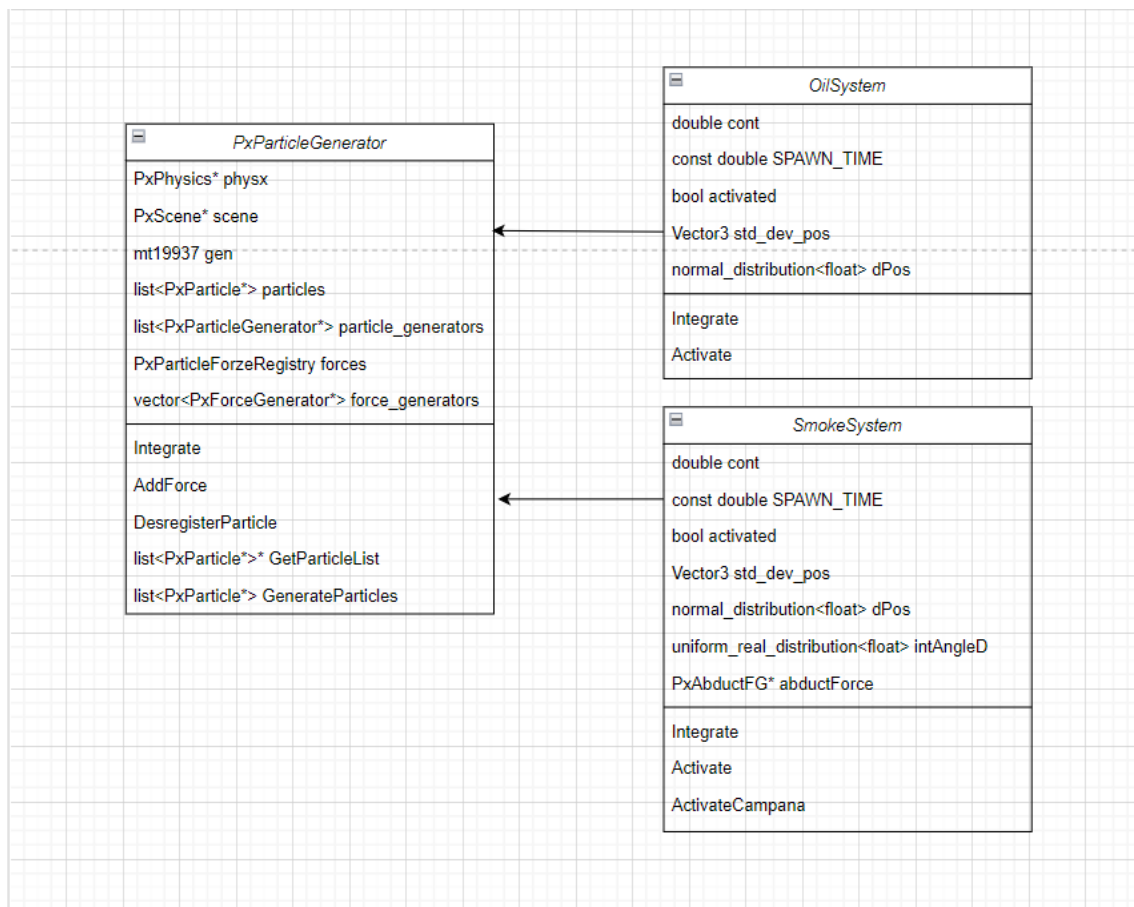 PxParticleGenerator
PxPhysics* physx
PxScene* scene
mt19937 gen
list<PxParticle*> particles
list<PxParticleGenerator*> particle_generators
PxParticleForzeRegistry forces
vector<PxForceGenerator*> force_generators
Integrate
AddForce
DesregisterParticle
list<PxParticle*>* GetParticleList
list<PxParticle*> GenerateParticles
OilSystem
double cont
const double SPAWN_TIME
bool activated
Vector3 std_dev_pos
normal_distribution<float> dPos
Integrate
Activate
SmokeSystem
double cont
const double SPAWN_TIME
bool activated
Vector3 std_dev_pos
normal_distribution<float> dPos
uniform_real_distribution<float> intAngleD
PxAbductFG* abductForce
Integrate
Activate
ActivateCampana